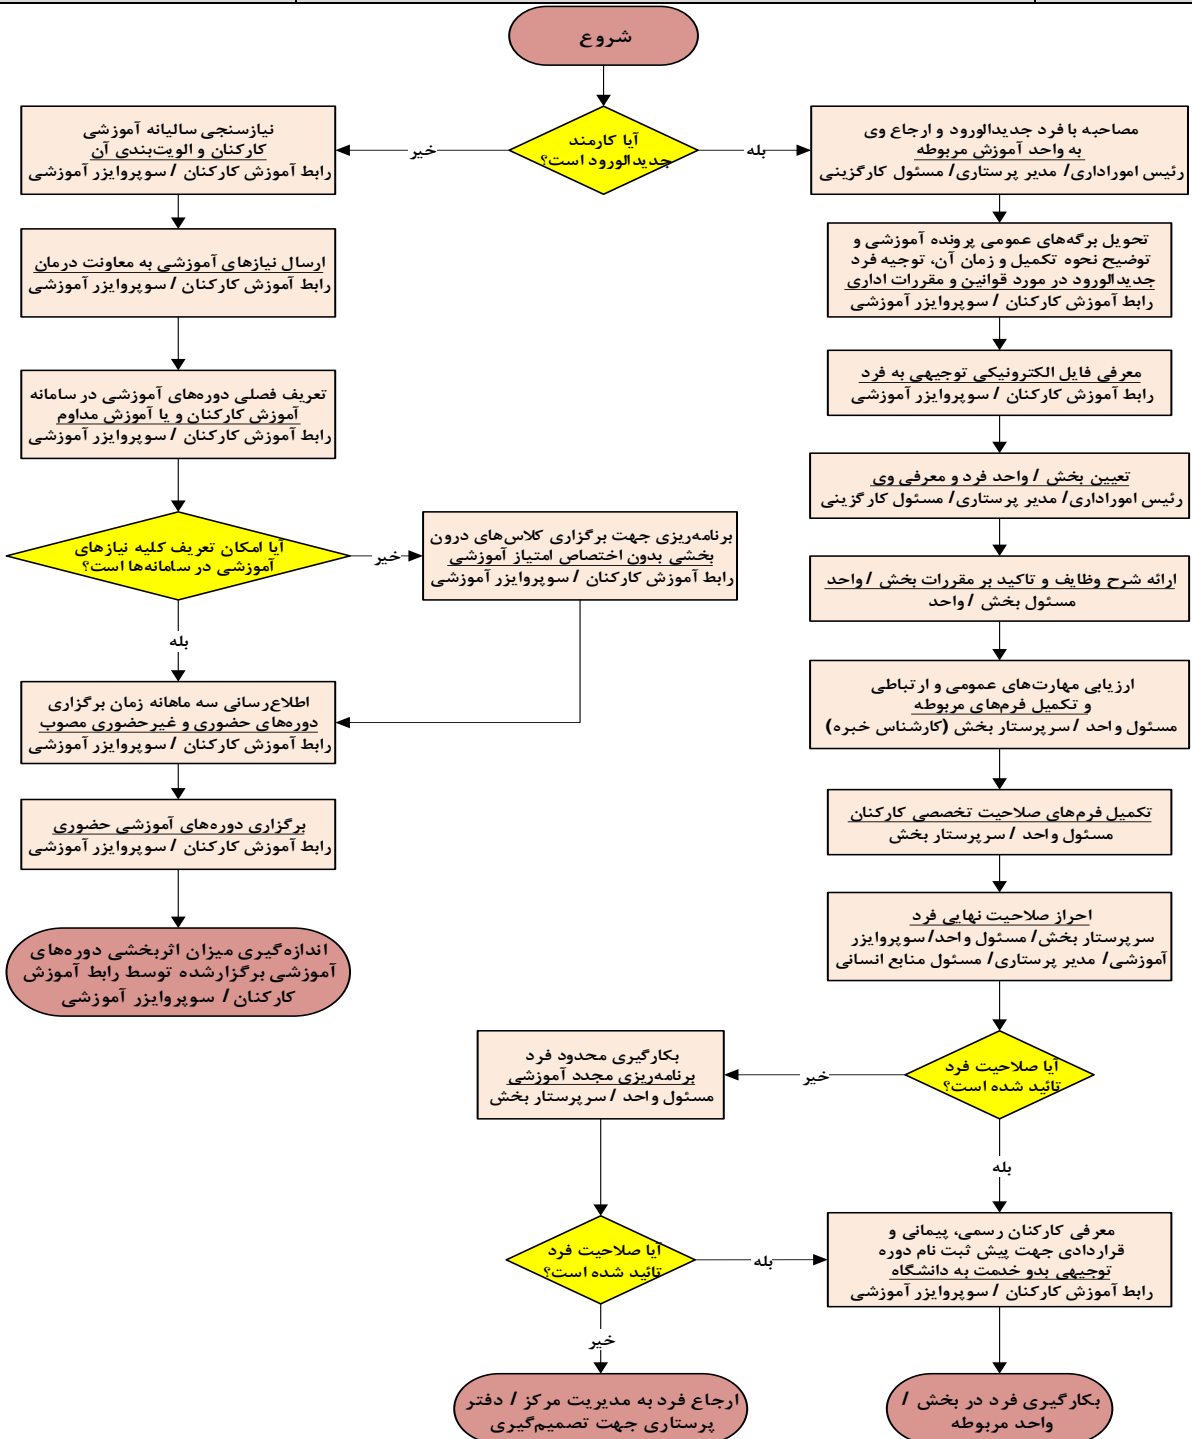 شروع
آیا کارمند
جدیدالورود است؟
بله
خیر
مصاحبه با فرد جدیدالورود و ارجاع وی
به واحد آموزش مربوطه
رئیس اموراداری/ مدیر پرستاری/ مسئول کارگزینی
تحویل برگه‌های عمومی پرونده آموزشی و
توضیح نحوه تکمیل و زمان آن، توجیه فرد
جدیدالورود در مورد قوانین و مقررات اداری
رابط آموزش کارکنان / سوپروایزر آموزشی
معرفی فایل الکترونیکی توجیهی به فرد
رابط آموزش کارکنان / سوپروایزر آموزشی
تعیین بخش / واحد فرد و معرفی وی
رئیس اموراداری/ مدیر پرستاری/ مسئول کارگزینی
ارائه شرح وظایف و تاکید بر مقررات بخش / واحد
مسئول بخش / واحد
ارزیابی مهارت‌های عمومی و ارتباطی
و تکمیل فرم‌های مربوطه
مسئول واحد / سرپرستار بخش (کارشناس خبره)
تکمیل فرم‌های صلاحیت تخصصی کارکنان
مسئول واحد / سرپرستار بخش
احراز صلاحیت نهایی فرد
سرپرستار بخش/ مسئول واحد/ سوپروایزر
آموزشی/ مدیر پرستاری/ مسئول منابع انسانی
آیا صلاحیت فرد
تائید شده است؟
خیر
بله
بکارگیری محدود فرد
برنامه‌ریزی مجدد آموزشی
مسئول واحد / سرپرستار بخش
آیا صلاحیت فرد
تائید شده است؟
بله
خیر
معرفی کارکنان رسمی، پیمانی و
قراردادی جهت پیش ثبت نام دوره
توجیهی بدو خدمت به دانشگاه
رابط آموزش کارکنان / سوپروایزر آموزشی
بکارگیری فرد در بخش /
واحد مربوطه
ارجاع فرد به مدیریت مرکز / دفتر
پرستاری جهت تصمیم‌گیری
نیازسنجی سالیانه آموزشی
کارکنان و الویت‌بندی آن
رابط آموزش کارکنان / سوپروایزر آموزشی
ارسال نیازهای آموزشی به معاونت درمان
رابط آموزش کارکنان / سوپروایزر آموزشی
تعریف فصلی دوره‌های آموزشی در سامانه
آموزش کارکنان و یا آموزش مداوم
رابط آموزش کارکنان / سوپروایزر آموزشی
آیا امکان تعریف کلیه نیازهای
آموزشی در سامانه‌ها است؟
خیر
بله
برنامه‌ریزی جهت برگزاری کلاس‌های درون
بخشی بدون اختصاص امتیاز آموزشی
رابط آموزش کارکنان / سوپروایزر آموزشی
اطلاع‌رسانی سه ماهانه زمان برگزاری
دوره‌های حضوری و غیرحضوری مصوب
رابط آموزش کارکنان / سوپروایزر آموزشی
برگزاری دوره‌های آموزشی حضوری
رابط آموزش کارکنان / سوپروایزر آموزشی
اندازه‌گیری میزان اثربخشی دوره‌های
آموزشی برگزارشده توسط رابط آموزش
کارکنان / سوپروایزر آموزشی